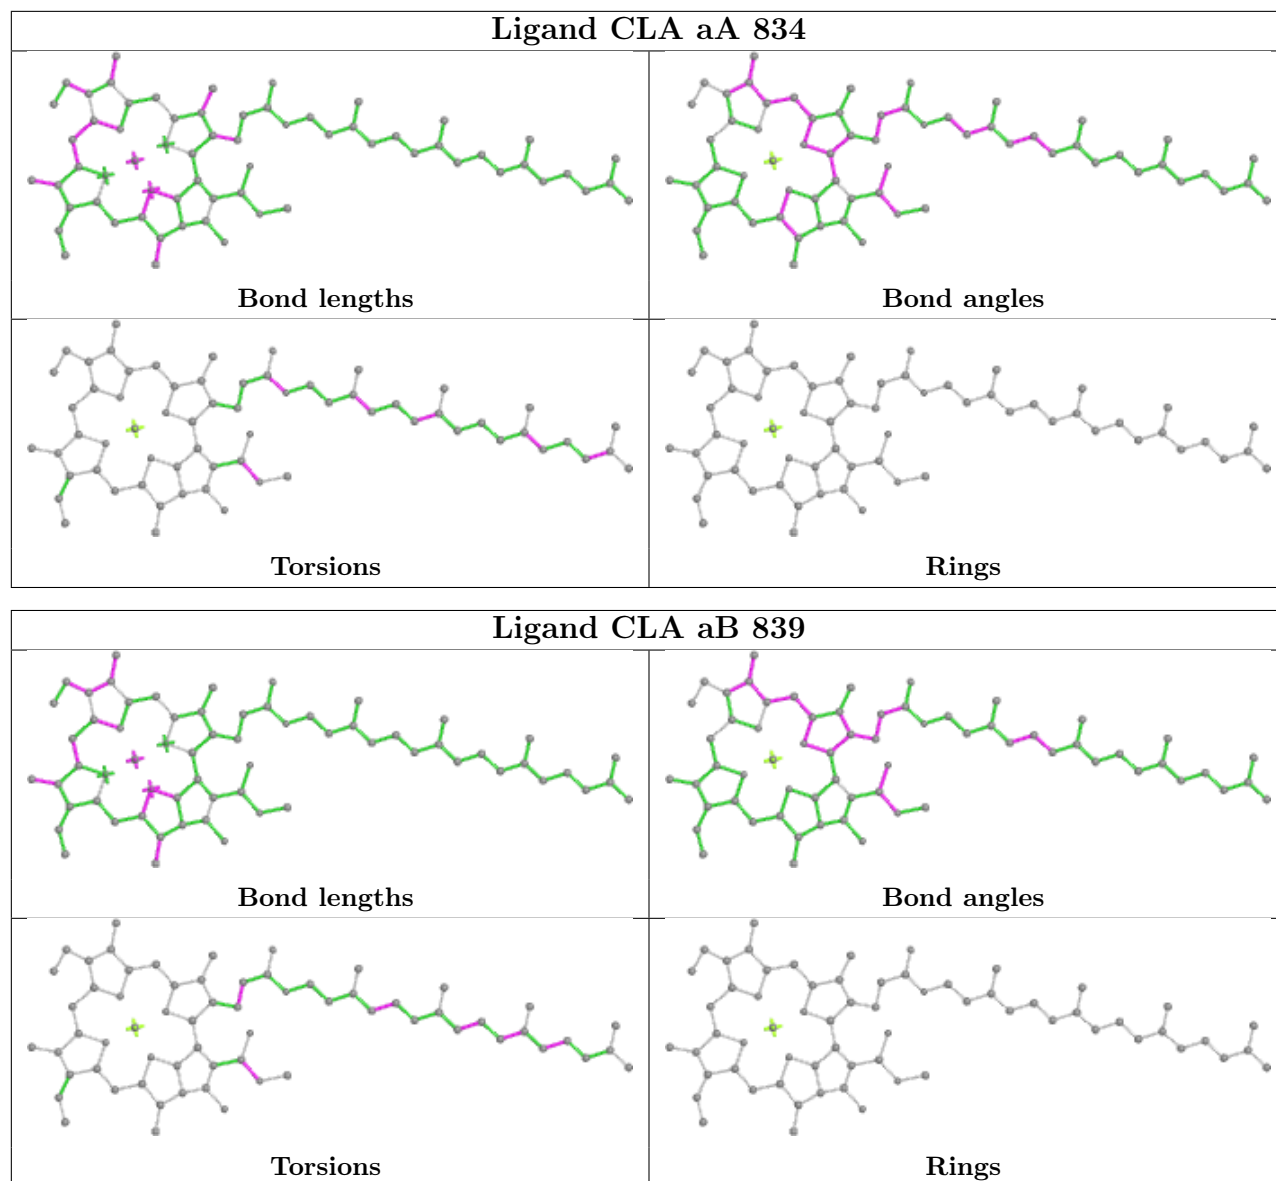 Ligand CLA aA 834
Bond lengths
Bond angles
Torsions
Rings
Ligand CLA aB 839
Bond lengths
Bond angles
Torsions
Rings